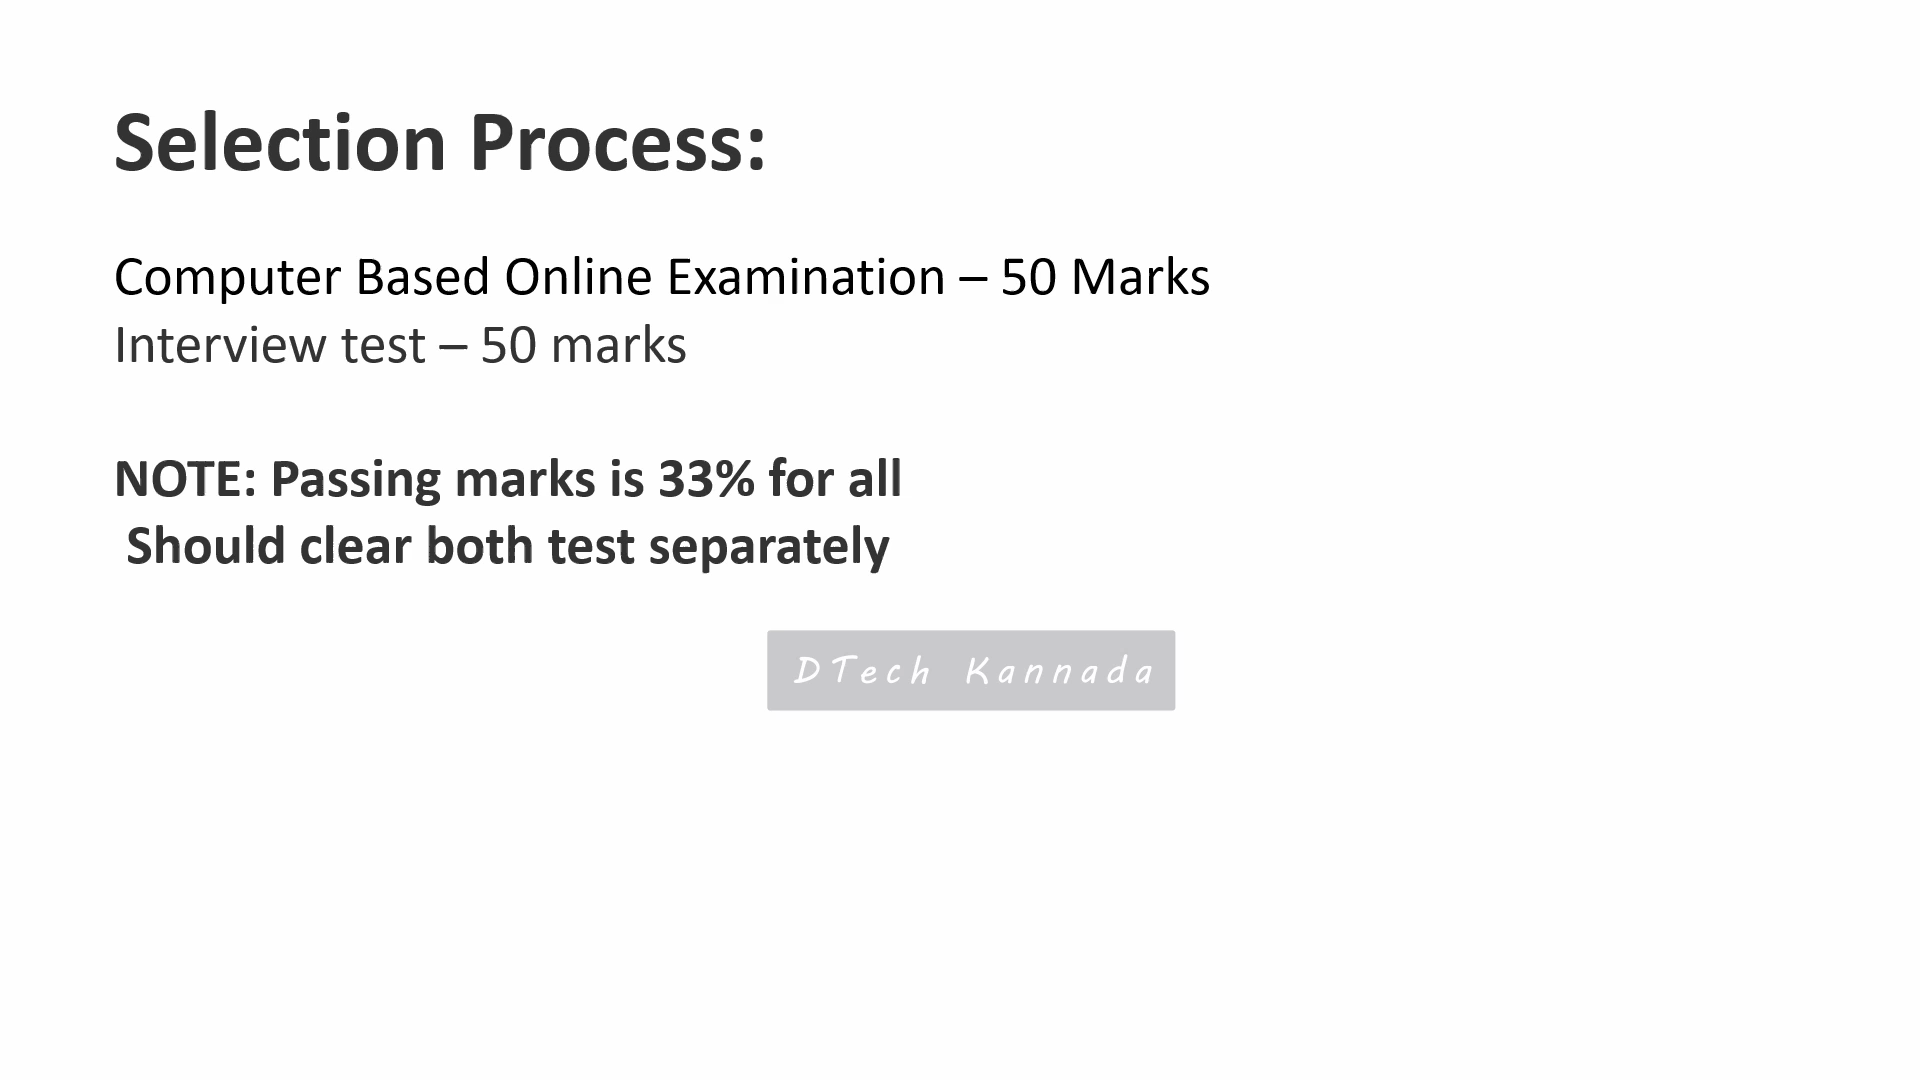 Selection Process:
Computer Based Online Examination – 50 Marks
Interview test – 50 marks
NOTE: Passing marks is 33% for all
Should clear both test separately
DTech Kannada